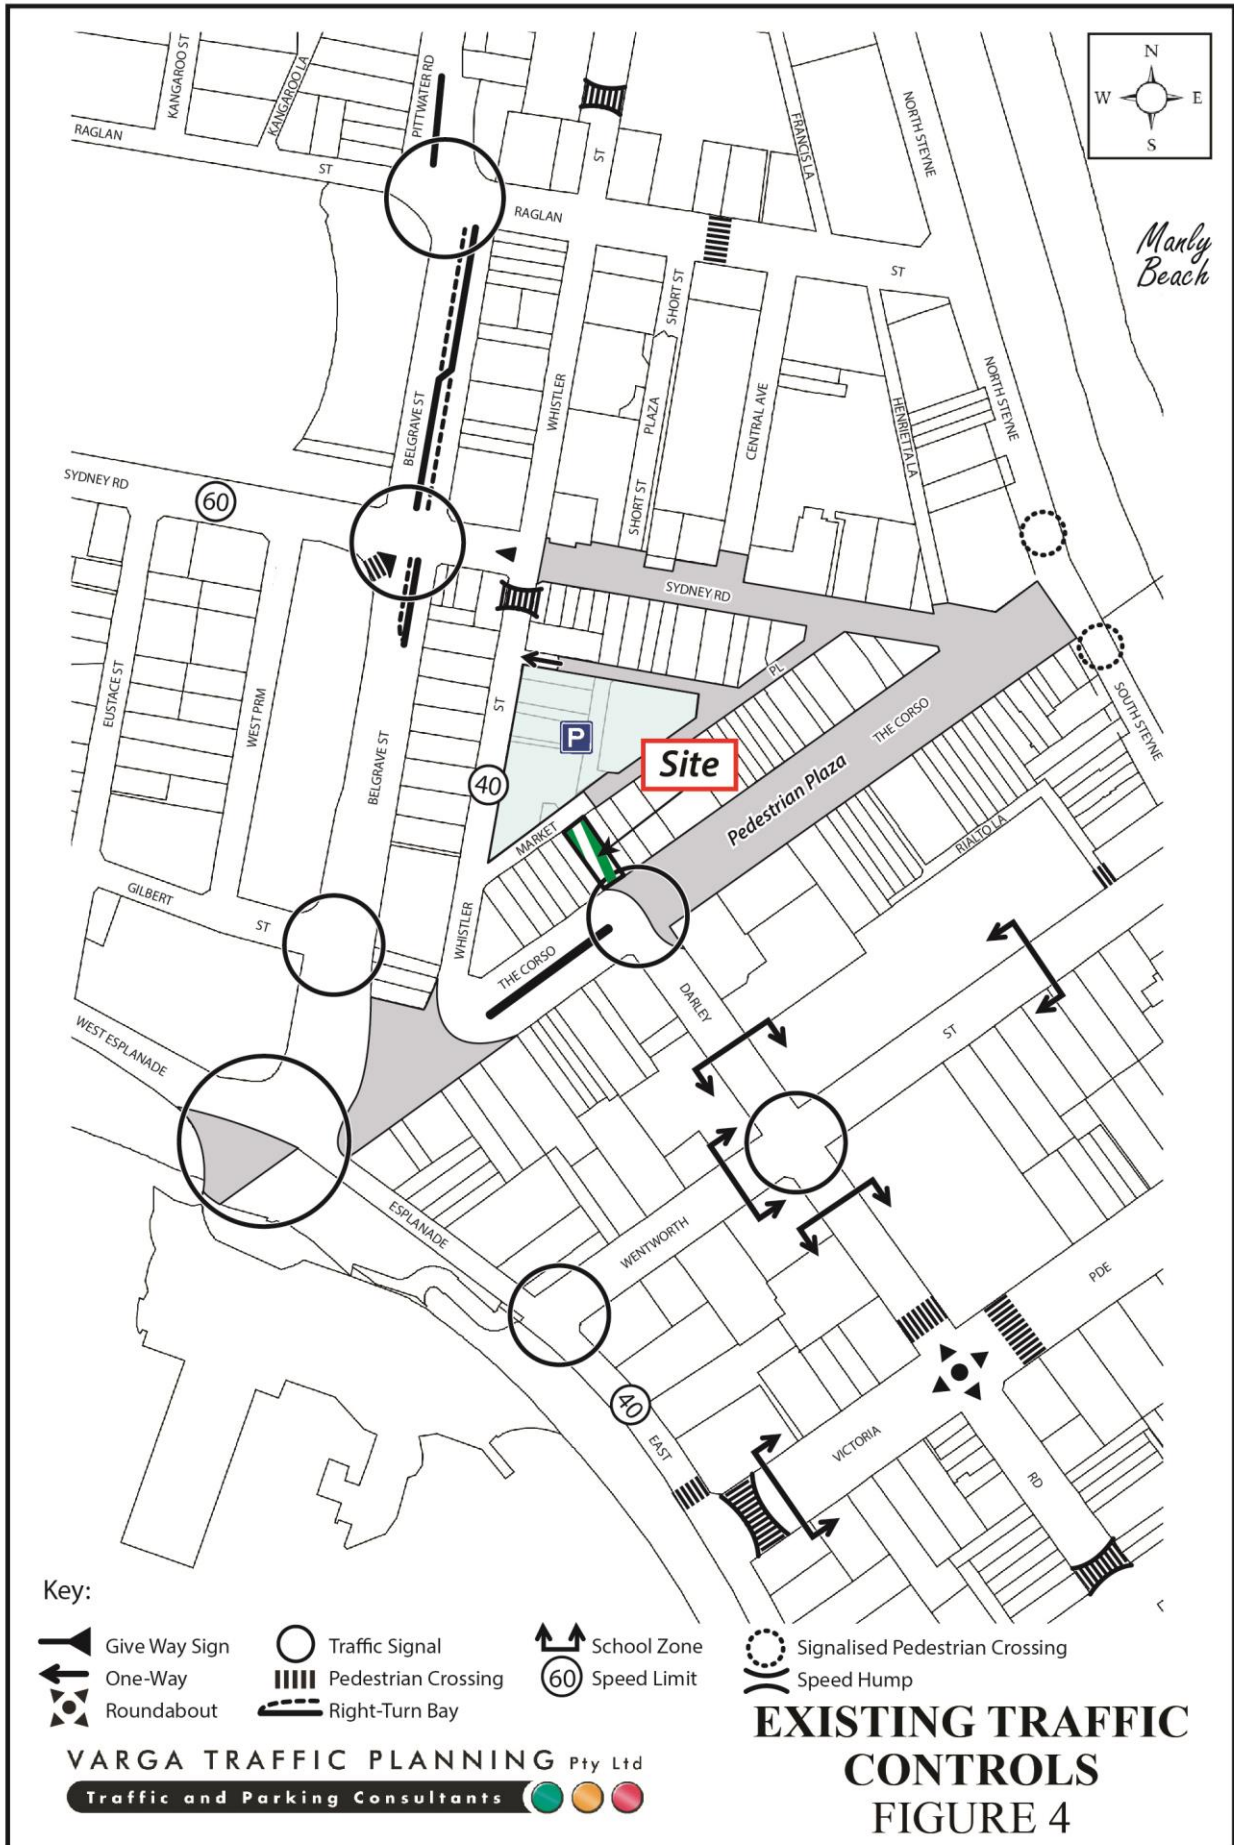 KANGAROO ST
KANGAROO LA
PITTWATER RD
N
W E
S
RAGLAN
ST
ST
FRANCIS LA
NORTH STEYNE
RAGLAN
ST
Manly
Beach
SHORT ST
BELGRAVE ST
WHISTLER
PLAZA
CENTRAL AVE
HENRIETTA LA
NORTH STEYNE
SYDNEY RD
60
SHORT ST
SYDNEY RD
EUSTACE ST
WEST PRM
BELGRAVE ST
ST
PL
SOUTH STEYNE
P
Site
THE CORSO
40
Pedestrian Plaza
MARKET
RIALTO LA
GILBERT
ST
WHISTLER
THE CORSO
DARLEY
ST
WEST ESPLANADE
ESPLANADE
WENTWORTH
PDE
40
EAST
VICTORIA
RD
Key:
Give Way Sign
Traffic Signal
School Zone
Signalised Pedestrian Crossing
One-Way
Pedestrian Crossing
60 Speed Limit
Speed Hump
Roundabout
Right-Turn Bay
EXISTING TRAFFIC
CONTROLS
FIGURE 4
VARGA TRAFFIC PLANNING Pty Ltd
Traffic and Parking Consultants